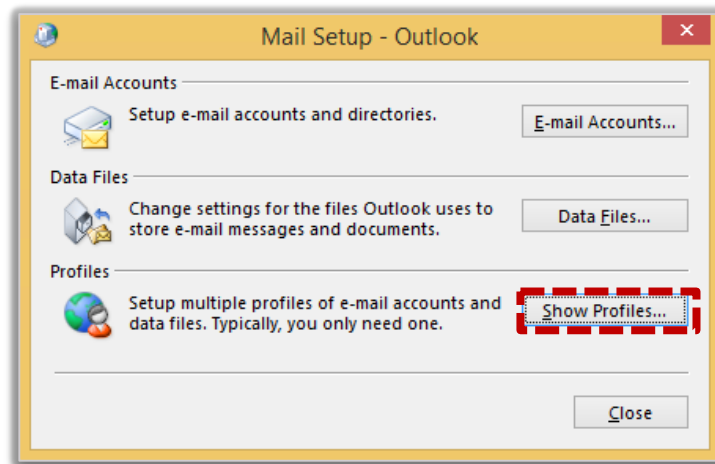 Mail Setup - Outlook
E-mail Accounts
Setup e-mail accounts and directories.
E-mail Accounts...
Data Files
Change settings for the files Outlook uses to
store e-mail messages and documents.
Data Files...
Profiles
Setup multiple profiles of e-mail accounts and
data files. Typically, you only need one.
Show Profiles...
Close